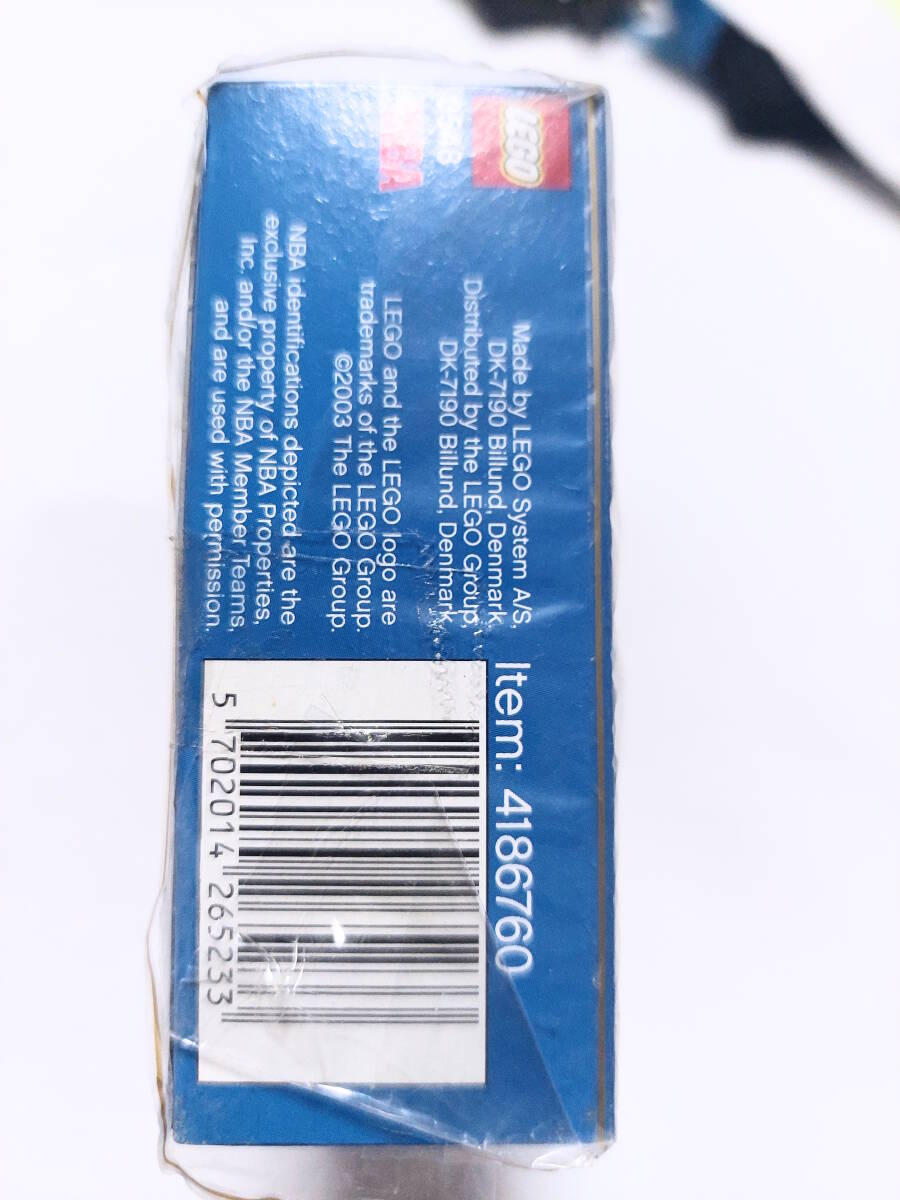 LEGO
Made by LEGO System A/S,
DK-7190 Billund, Denmark.
Distributed by the LEGO Group,
DK-7190 Billund, Denmark.
LEGO and the LEGO logo are
trademarks of the LEGO Group.
©2003 The LEGO Group.
NBA identifications depicted are the
exclusive property of NBA Properties,
Inc. and/or the NBA Member Teams,
and are used with permission.
Item: 4186760
5 702014 265233